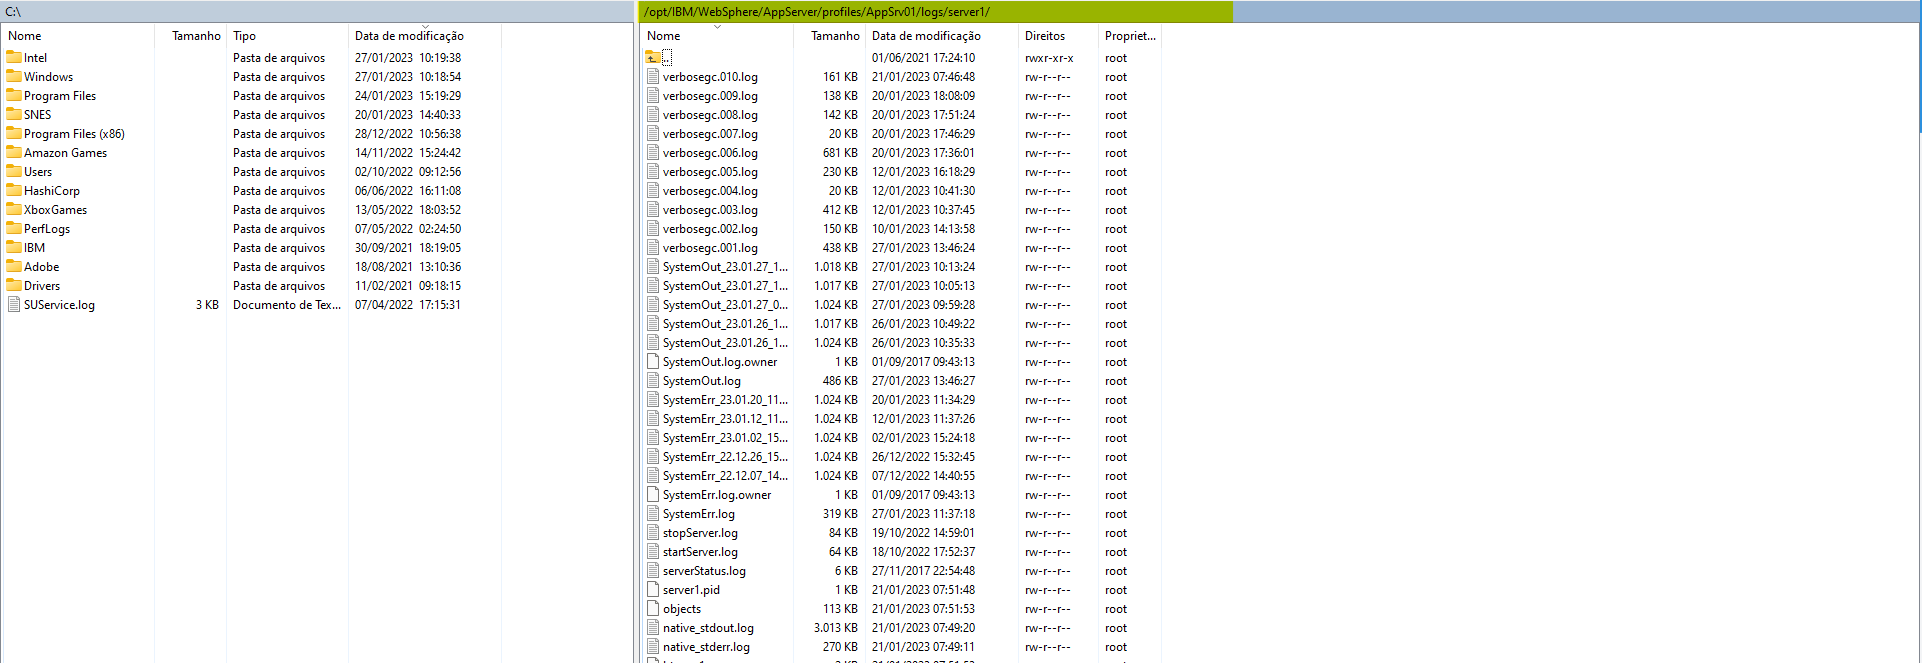 C:\
Nome Tamanho Tipo Data de modificação
Intel Pasta de arquivos 27/01/2023 10:19:38
Windows Pasta de arquivos 27/01/2023 10:18:54
Program Files Pasta de arquivos 24/01/2023 15:19:29
SNES Pasta de arquivos 20/01/2023 14:40:33
Program Files (x86) Pasta de arquivos 28/12/2022 10:56:38
Amazon Games Pasta de arquivos 14/11/2022 15:24:42
Users Pasta de arquivos 02/10/2022 09:12:56
HashiCorp Pasta de arquivos 06/06/2022 16:11:08
XboxGames Pasta de arquivos 13/05/2022 18:03:52
PerfLogs Pasta de arquivos 07/05/2022 02:24:50
IBM Pasta de arquivos 30/09/2021 18:19:05
Adobe Pasta de arquivos 18/08/2021 13:10:36
Drivers Pasta de arquivos 11/02/2021 09:18:15
SUService.log 3 KB Documento de Tex... 07/04/2022 17:15:31
/opt/IBM/WebSphere/AppServer/profiles/AppSrv01/logs/server1/
Nome Tamanho Data de modificação Direitos Propriet...
.. 01/06/2021 17:24:10 rwxr-xr-x root
verbosegc.010.log 161 KB 21/01/2023 07:46:48 rw-r--r-- root
verbosegc.009.log 138 KB 20/01/2023 18:08:09 rw-r--r-- root
verbosegc.008.log 142 KB 20/01/2023 17:51:24 rw-r--r-- root
verbosegc.007.log 20 KB 20/01/2023 17:46:29 rw-r--r-- root
verbosegc.006.log 681 KB 20/01/2023 17:36:01 rw-r--r-- root
verbosegc.005.log 230 KB 12/01/2023 16:18:29 rw-r--r-- root
verbosegc.004.log 20 KB 12/01/2023 10:41:30 rw-r--r-- root
verbosegc.003.log 412 KB 12/01/2023 10:37:45 rw-r--r-- root
verbosegc.002.log 150 KB 10/01/2023 14:13:58 rw-r--r-- root
verbosegc.001.log 438 KB 27/01/2023 13:46:24 rw-r--r-- root
SystemOut_23.01.27_1... 1.018 KB 27/01/2023 10:13:24 rw-r--r-- root
SystemOut_23.01.27_1... 1.017 KB 27/01/2023 10:05:13 rw-r--r-- root
SystemOut_23.01.27_0... 1.024 KB 27/01/2023 09:59:28 rw-r--r-- root
SystemOut_23.01.26_1... 1.017 KB 26/01/2023 10:49:22 rw-r--r-- root
SystemOut_23.01.26_1... 1.024 KB 26/01/2023 10:35:33 rw-r--r-- root
SystemOut.log.owner 1 KB 01/09/2017 09:43:13 rw-r--r-- root
SystemOut.log 486 KB 27/01/2023 13:46:27 rw-r--r-- root
SystemErr_23.01.20_11... 1.024 KB 20/01/2023 11:34:29 rw-r--r-- root
SystemErr_23.01.12_11... 1.024 KB 12/01/2023 11:37:26 rw-r--r-- root
SystemErr_23.01.02_15... 1.024 KB 02/01/2023 15:24:18 rw-r--r-- root
SystemErr_22.12.26_15... 1.024 KB 26/12/2022 15:32:45 rw-r--r-- root
SystemErr_22.12.07_14... 1.024 KB 07/12/2022 14:40:55 rw-r--r-- root
SystemErr.log.owner 1 KB 01/09/2017 09:43:13 rw-r--r-- root
SystemErr.log 319 KB 27/01/2023 11:37:18 rw-r--r-- root
stopServer.log 84 KB 19/10/2022 14:59:01 rw-r--r-- root
startServer.log 64 KB 18/10/2022 17:52:37 rw-r--r-- root
serverStatus.log 6 KB 27/11/2017 22:54:48 rw-r--r-- root
server1.pid 1 KB 21/01/2023 07:51:48 rw-r--r-- root
objects 113 KB 21/01/2023 07:51:53 rw-r--r-- root
native_stdout.log 3.013 KB 21/01/2023 07:49:20 rw-r--r-- root
native_stderr.log 270 KB 21/01/2023 07:49:11 rw-r--r-- root